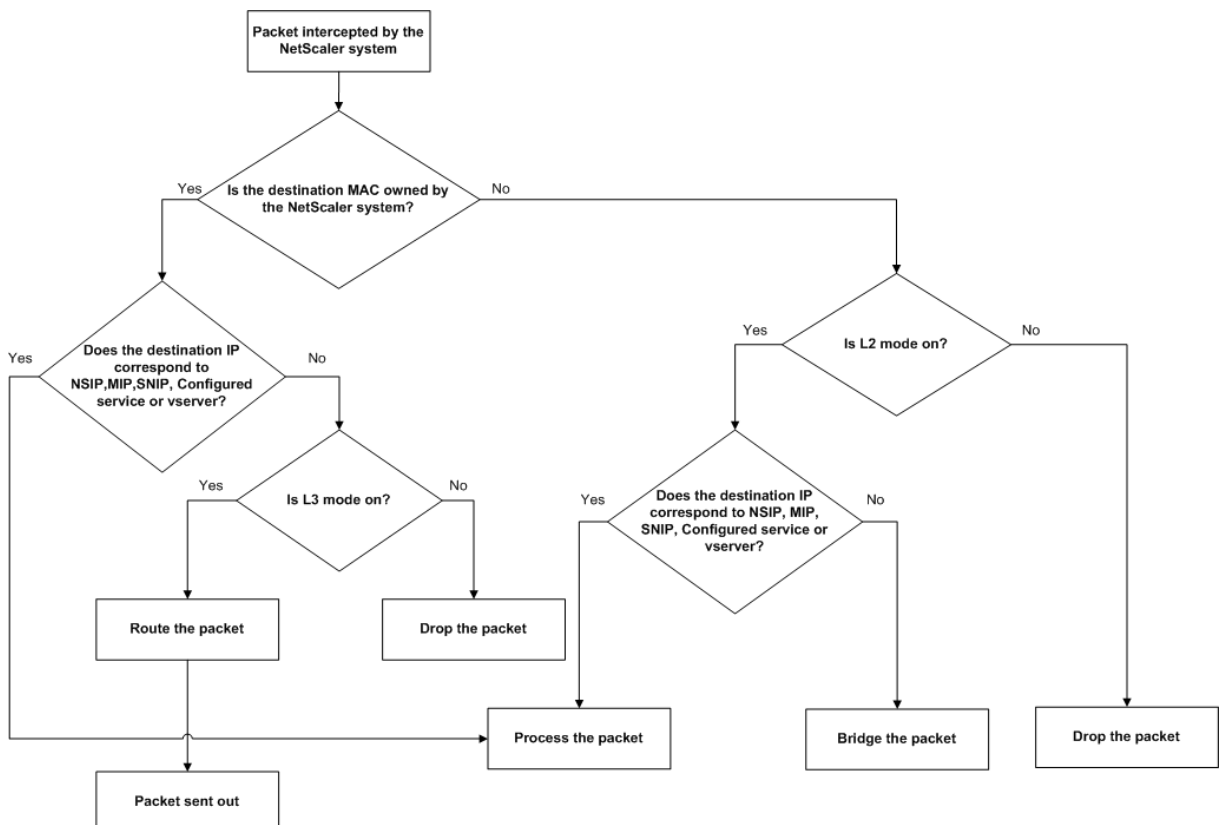 Packet intercepted by the
NetScaler system
Yes
Is the destination MAC owned by
the NetScaler system?
No
Yes
Does the destination IP
correspond to
NSIP,MIP,SNIP, Configured
service or vserver?
No
Yes
Is L2 mode on?
No
Yes
Is L3 mode on?
No
Yes
Does the destination IP
correspond to NSIP, MIP,
SNIP, Configured service or
vserver?
No
Route the packet
Drop the packet
Process the packet
Bridge the packet
Drop the packet
Packet sent out